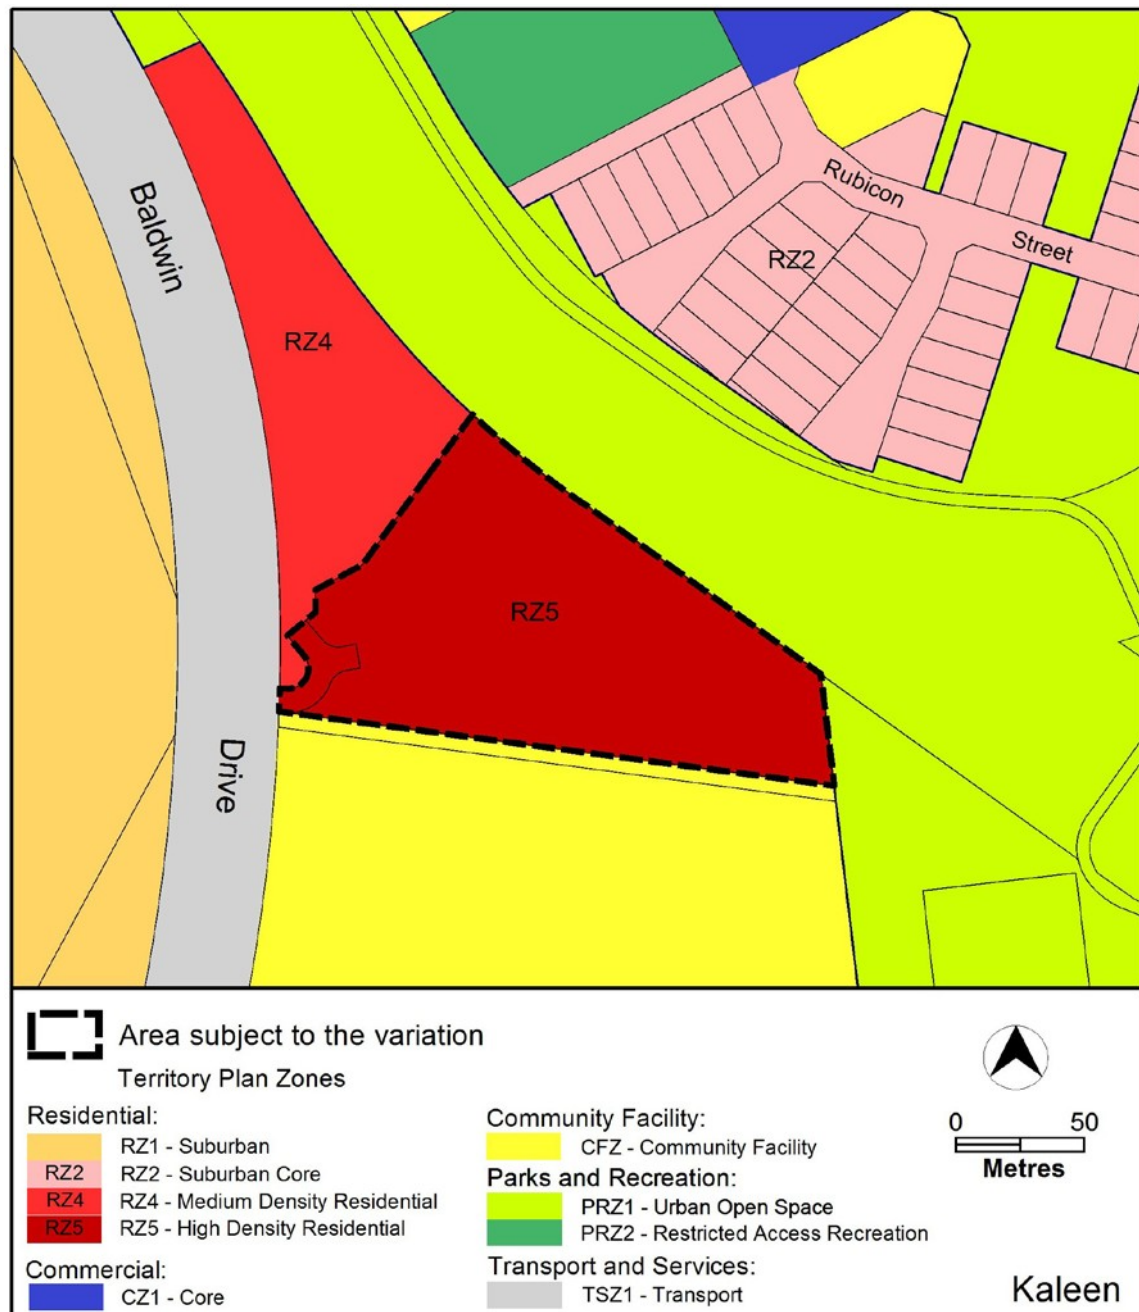 Baldwin
Drive
RZ4
RZ5
RZ2
Rubicon
Street
Area subject to the variation
Territory Plan Zones
Residential:
RZ1 - Suburban
RZ2 RZ2 - Suburban Core
RZ4 RZ4 - Medium Density Residential
RZ5 RZ5 - High Density Residential
Commercial:
CZ1 - Core
Community Facility:
CFZ - Community Facility
Parks and Recreation:
PRZ1 - Urban Open Space
PRZ2 - Restricted Access Recreation
Transport and Services:
TSZ1 - Transport
0 50
Metres
Kaleen